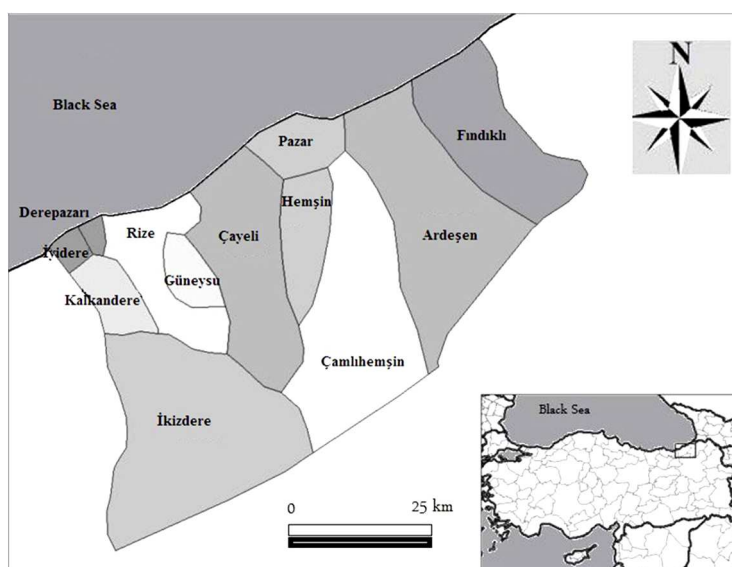 N
Black Sea
Fındıklı
Pazar
Hemşin
Derepazarı
Rize
Çayeli
Ardeşen
İyidere
Güneysu
Kalkandere
Çamlıhemşin
İkizdere
Black Sea
0
25 km